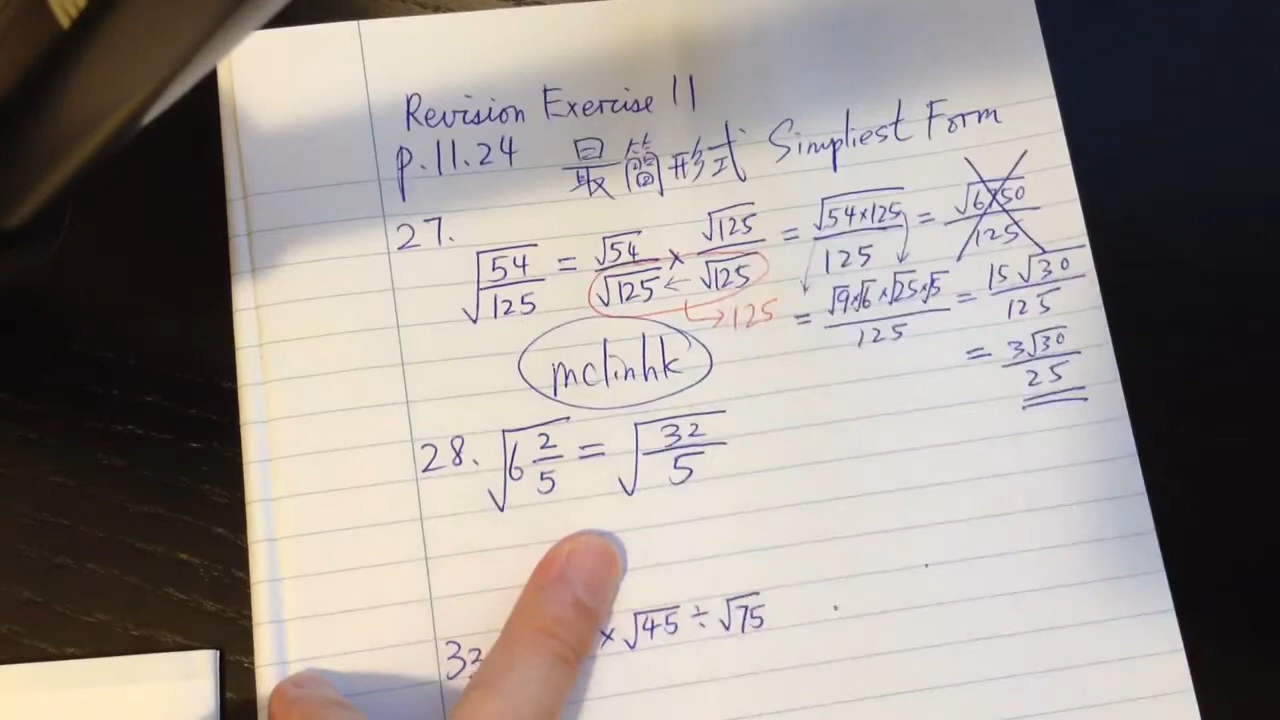 Revision Exercise 11
p.11.24 最簡形式 Simpliest Form
27.
√(54/125) = √54/√125 × √125/√125 = √(54×125)/125 = √6750/125
→125 = √9×√6×√25×√5/125 = 15√30/125
= 3√30/25
mclinhk
28. √(6 2/5) = √(32/5)
× √45 ÷ √75